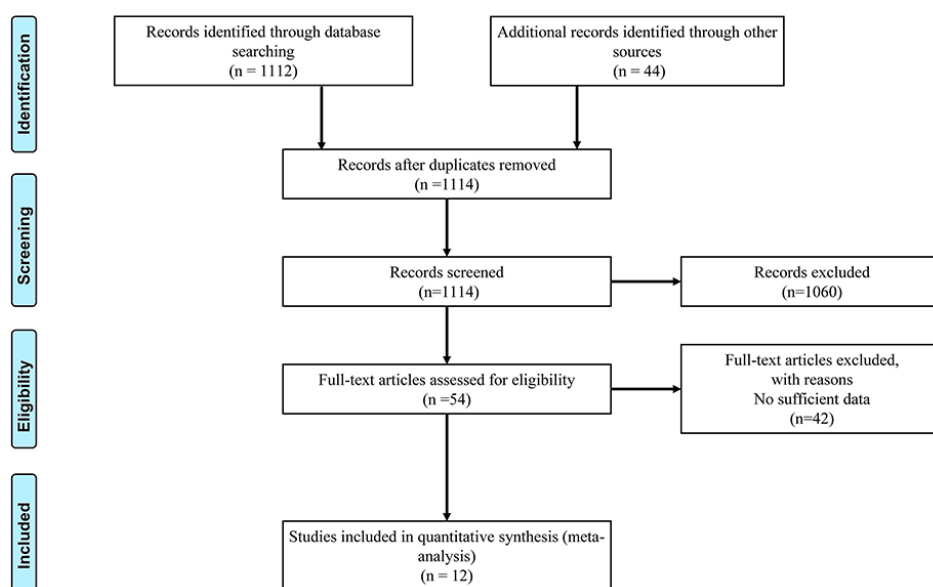 Identification
Records identified through database
searching
(n = 1112)
Additional records identified through other
sources
(n = 44)
Records after duplicates removed
(n =1114)
Screening
Records screened
(n=1114)
Records excluded
(n=1060)
Eligibility
Full-text articles assessed for eligibility
(n =54)
Full-text articles excluded,
with reasons
No sufficient data
(n=42)
Included
Studies included in quantitative synthesis (meta-
analysis)
(n = 12)